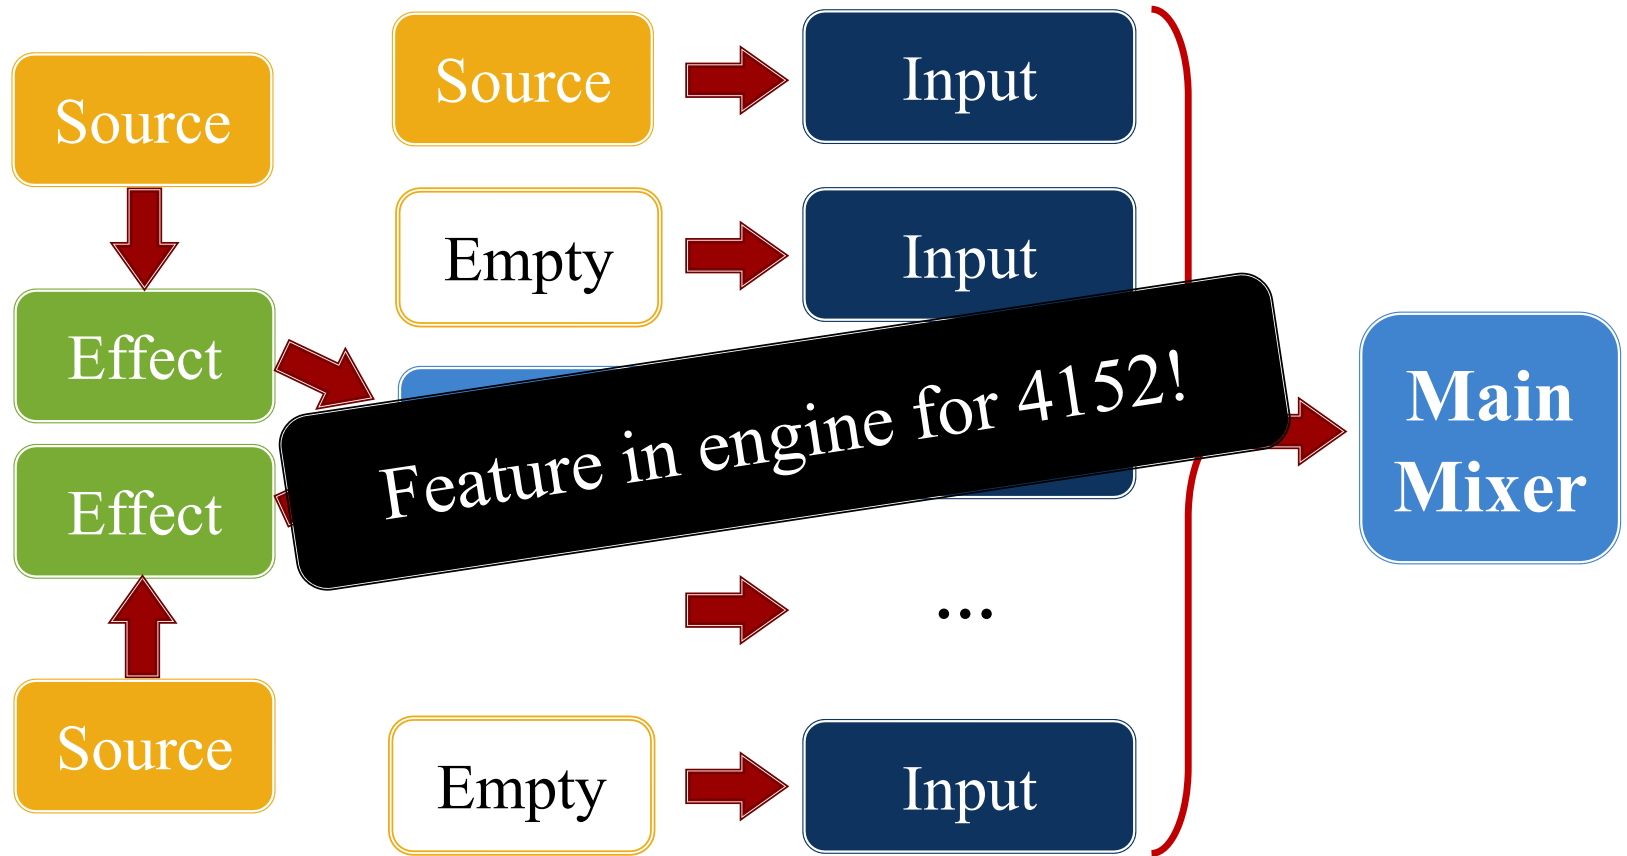 Source
Input
Source
Empty
Input
Effect
Main
Mixer
Feature in engine for 4152!
Effect
...
Source
Empty
Input